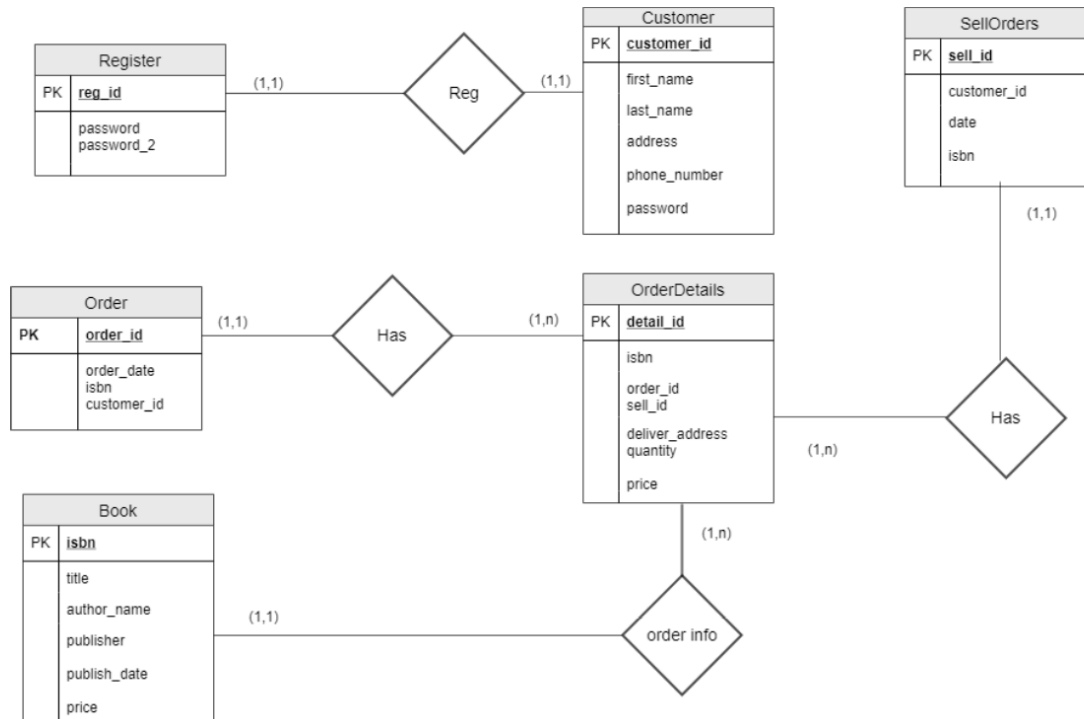 Customer
PK customer_id
first_name
last_name
address
phone_number
password
SellOrders
PK sell_id
customer_id
date
isbn
Register
PK reg_id
password
password_2
(1,1)
Reg
(1,1)
(1,1)
Order
PK order_id
order_date
isbn
customer_id
(1,1)
Has
(1,n)
OrderDetails
PK detail_id
isbn
order_id
sell_id
deliver_address
quantity
price
Has
(1,n)
Book
PK isbn
title
author_name
publisher
publish_date
price
(1,1)
(1,n)
order info